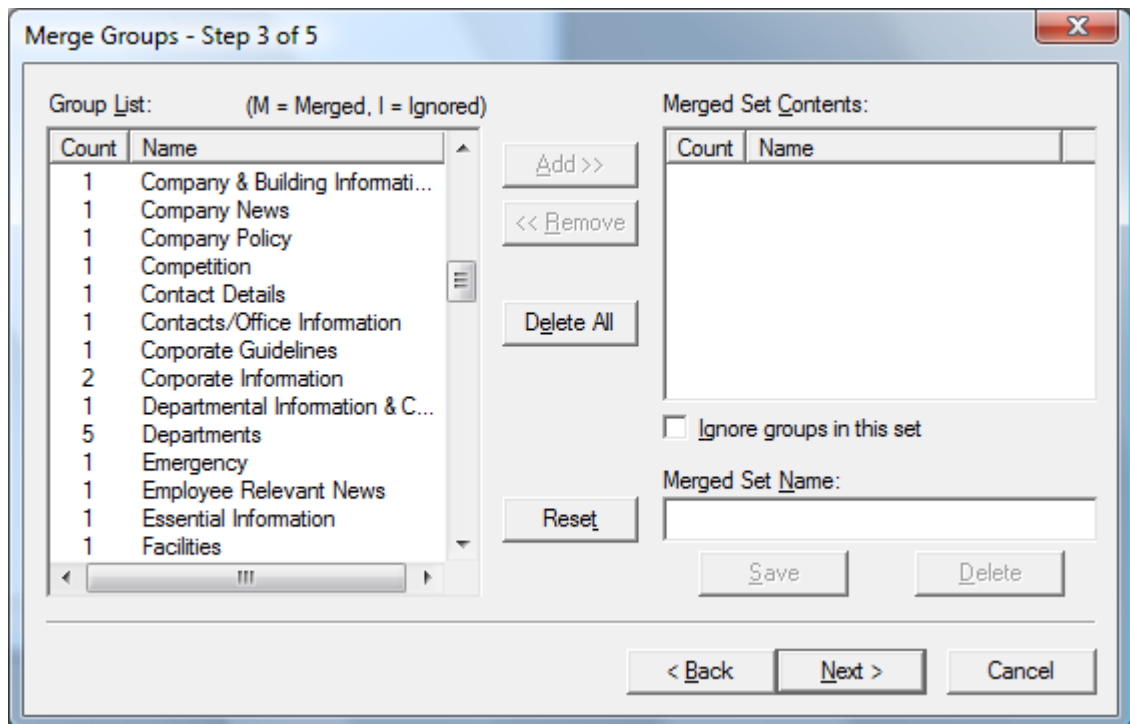 Merge Groups - Step 3 of 5
X
Group List: (M = Merged, I = Ignored)
Count Name
1 Company & Building Informati...
1 Company News
1 Company Policy
1 Competition
1 Contact Details
1 Contacts/Office Information
1 Corporate Guidelines
2 Corporate Information
1 Departmental Information & C...
5 Departments
1 Emergency
1 Employee Relevant News
1 Essential Information
1 Facilities
Add >>
<< Remove
Delete All
Reset
Merged Set Contents:
Count Name
Ignore groups in this set
Merged Set Name:
Save Delete
< Back Next > Cancel